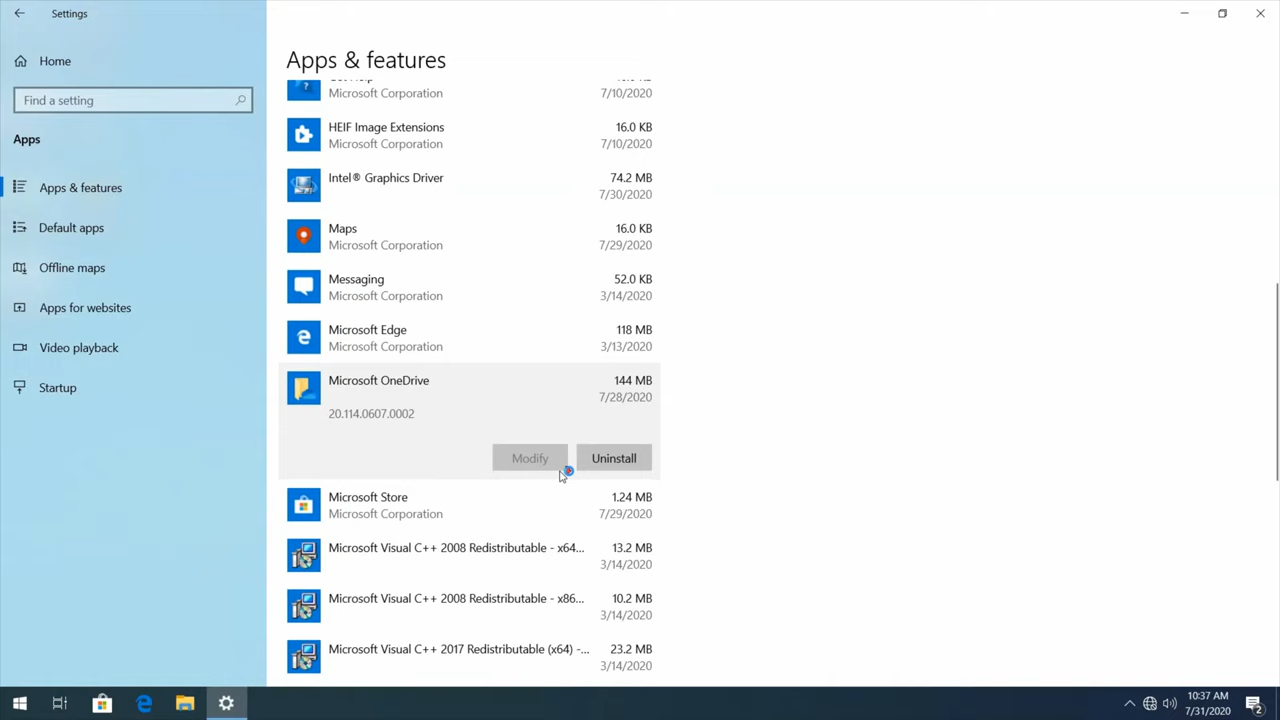 Settings
Home
Find a setting
Apps
Apps & features
Default apps
Offline maps
Apps for websites
Video playback
Startup
Apps & features
Microsoft Corporation 7/10/2020
HEIF Image Extensions 16.0 KB
Microsoft Corporation 7/10/2020
Intel® Graphics Driver 74.2 MB
7/30/2020
Maps 16.0 KB
Microsoft Corporation 7/29/2020
Messaging 52.0 KB
Microsoft Corporation 3/14/2020
Microsoft Edge 118 MB
Microsoft Corporation 3/13/2020
Microsoft OneDrive 144 MB
7/28/2020
20.114.0607.0002
Modify Uninstall
Microsoft Store 1.24 MB
Microsoft Corporation 7/29/2020
Microsoft Visual C++ 2008 Redistributable - x64... 13.2 MB
3/14/2020
Microsoft Visual C++ 2008 Redistributable - x86... 10.2 MB
3/14/2020
Microsoft Visual C++ 2017 Redistributable (x64) -... 23.2 MB
3/14/2020
10:37 AM
7/31/2020
2